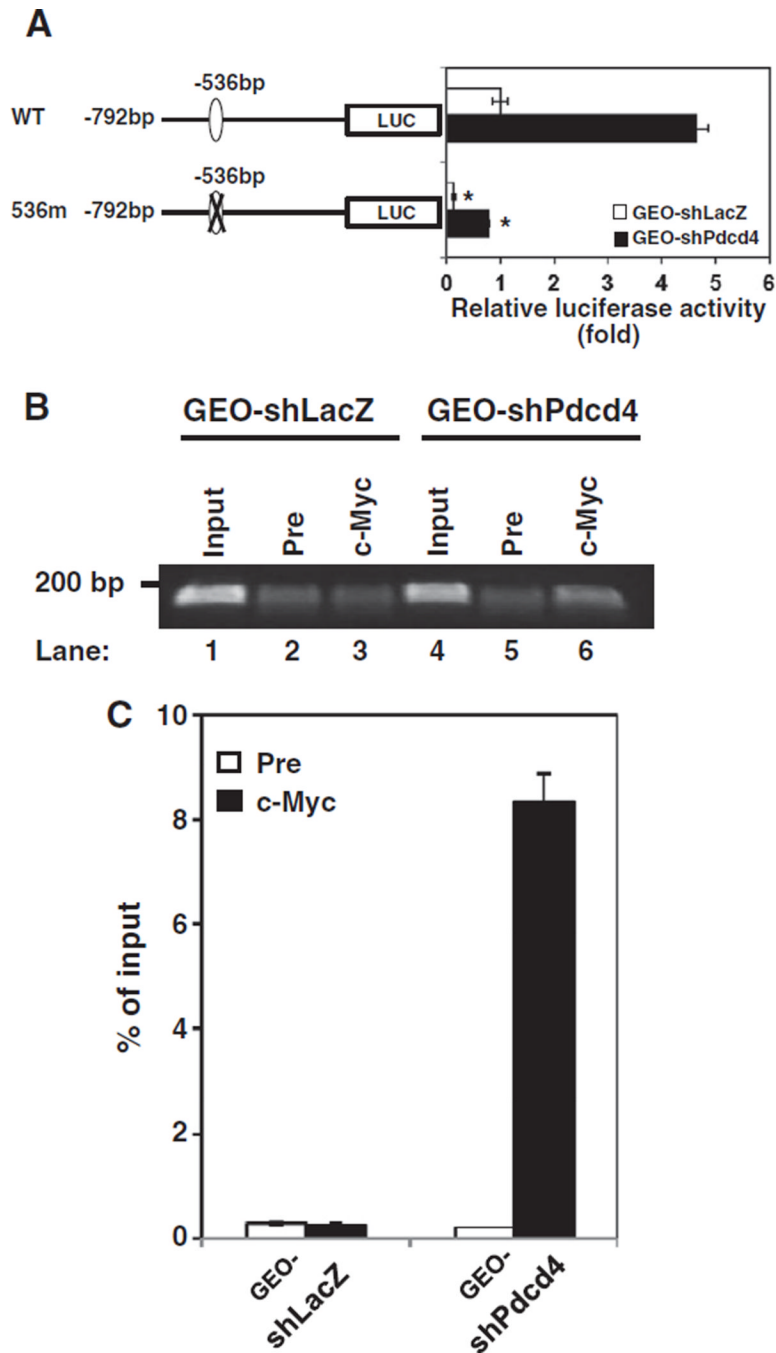 A
-536bp
WT -792bp LUC
-536bp
536m -792bp LUC
*
*
GEO-shLacZ
GEO-shPdcd4
0 1 2 3 4 5 6
Relative luciferase activity
(fold)
B
GEO-shLacZ GEO-shPdcd4
Input Pre c-Myc Input Pre c-Myc
200 bp
Lane: 1 2 3 4 5 6
C
10
8
6
4
2
0
% of input
Pre
c-Myc
GEO-
shLacZ
GEO-
shPdcd4